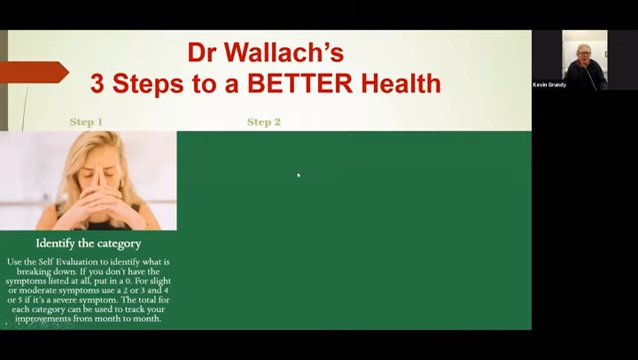 Dr Wallach's
3 Steps to a BETTER Health
Step 1
Step 2
Kevin Grundy
Identify the category
Use the Self Evaluation to identify what is
breaking down. If you don't have the
symptoms listed at all, put in a 0. For slight
or moderate symptoms use a 2 or 3 and 4
or 5 if it's a severe symptom. The total for
each category can be used to track your
improvements from month to month.